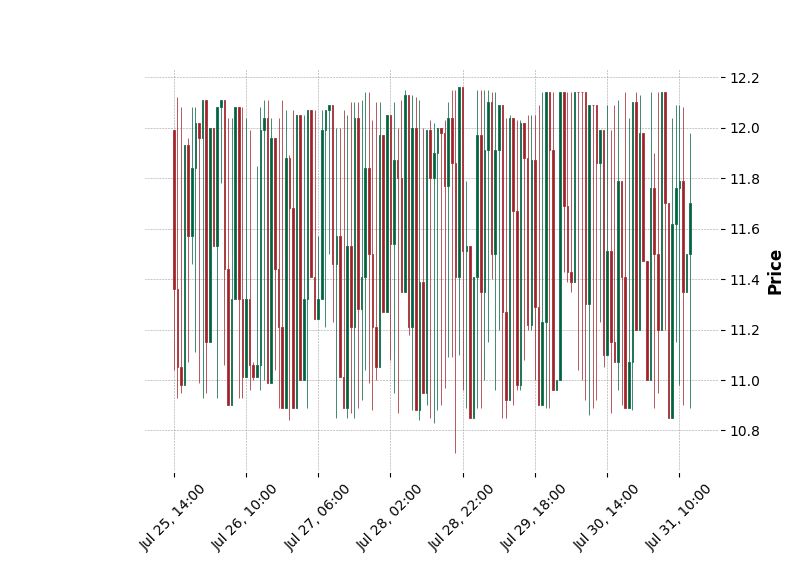 12.2
12.0
11.8
11.6
11.4
11.2
11.0
10.8
Price
Jul 25, 14:00
Jul 26, 10:00
Jul 27, 06:00
Jul 28, 02:00
Jul 28, 22:00
Jul 29, 18:00
Jul 30, 14:00
Jul 31, 10:00